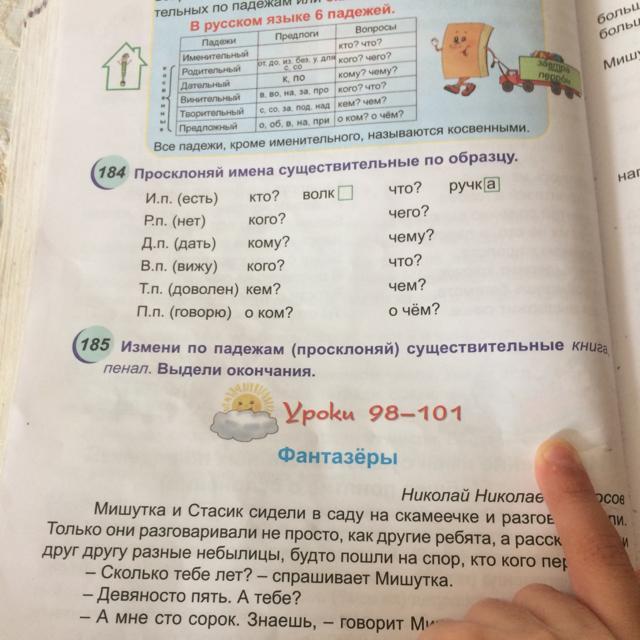 тельных по падежам или
В русском языке 6 падежей.
Падежи Предлоги Вопросы
Именительный кто? что?
Родительный от, до, из, без, у, для, с, со кого? чего?
Дательный к, по кому? чему?
Винительный в, во, на, за, про кого? что?
Творительный с, со, за, под, над кем? чем?
Предложный о, об, в, на, при о ком? о чём?
Все падежи, кроме именительного, называются косвенными.
184 Просклоняй имена существительные по образцу.
И.п. (есть) кто? волк что? ручка
Р.п. (нет) кого? чего?
Д.п. (дать) кому? чему?
В.п. (вижу) кого? что?
Т.п. (доволен) кем? чем?
П.п. (говорю) о ком? о чём?
185 Измени по падежам (просклоняй) существительные книга,
пенал. Выдели окончания.
Уроки 98–101
Фантазёры
Николай Николае
Мишутка и Стасик сидели в саду на скамеечке и разгов
Только они разговаривали не просто, как другие ребята, а расск
друг другу разные небылицы, будто пошли на спор, кто кого пер
– Сколько тебе лет? – спрашивает Мишутка.
– Девяносто пять. А тебе?
– А мне сто сорок. Знаешь, – говорит Ми
больш
больш
Мишу
наг